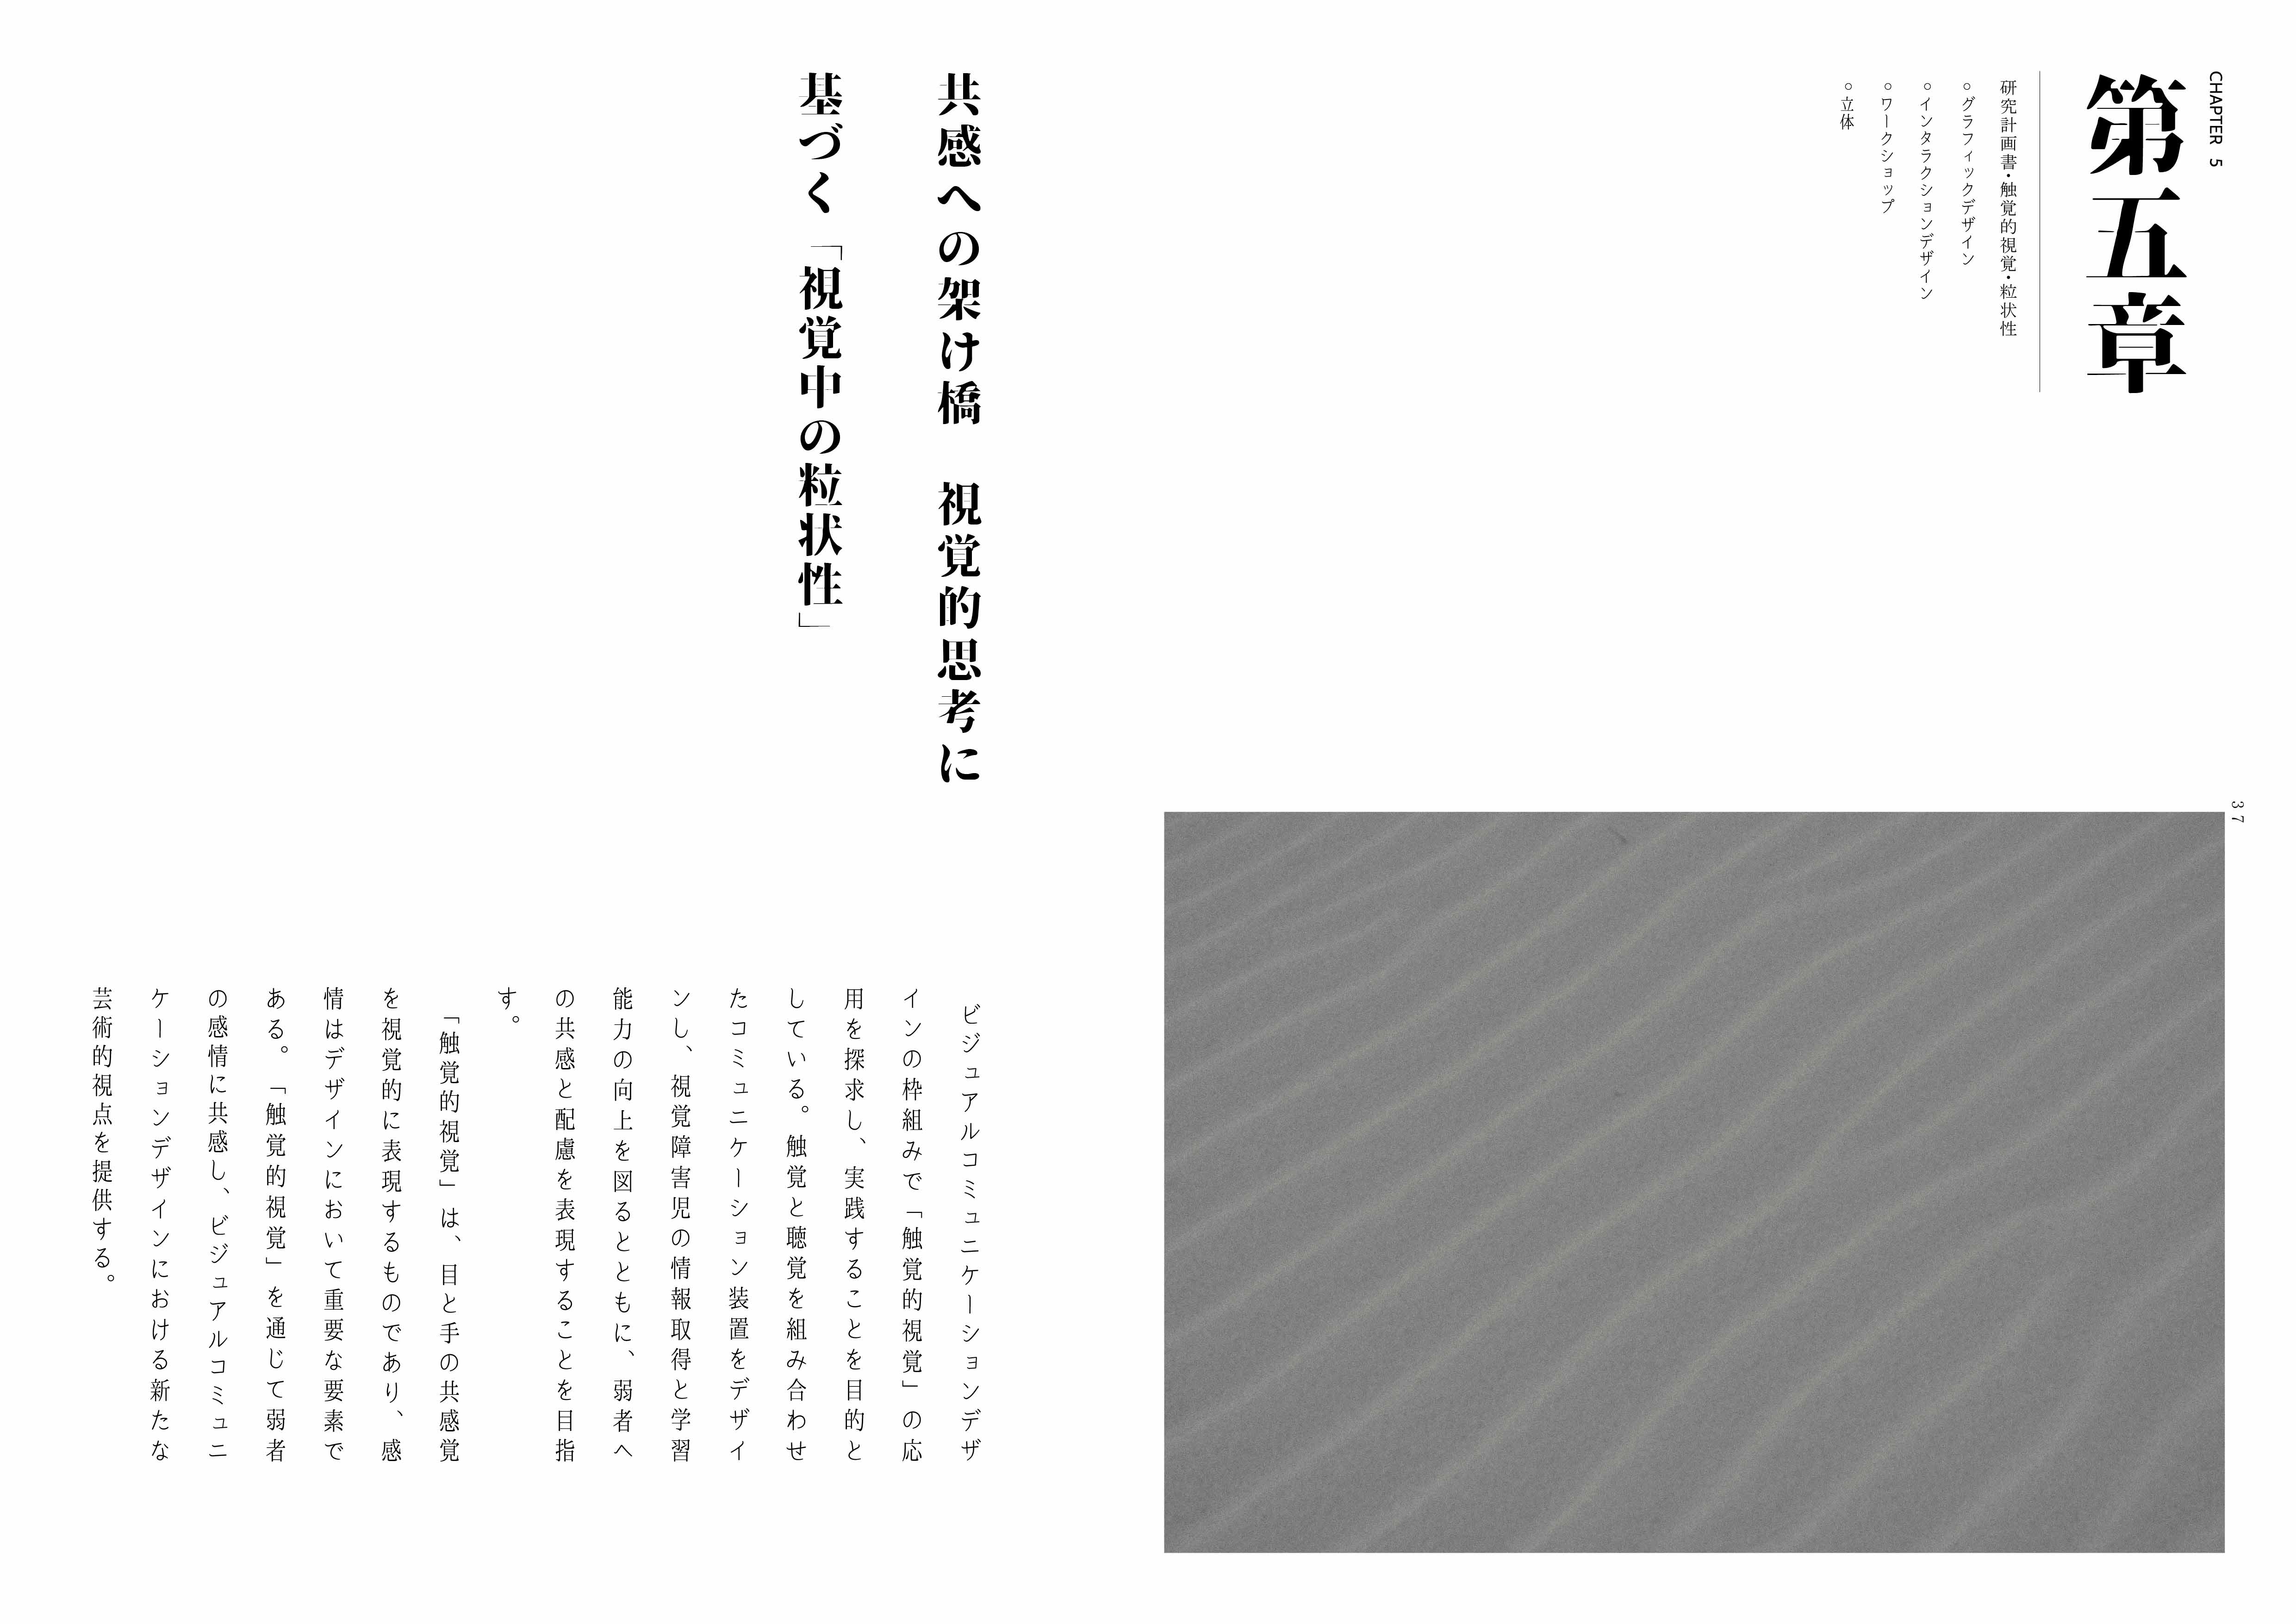 CHAPTER 5
第五章
研究計画書・触覚的視覚・粒状性
○グラフィックデザイン
○インタラクションデザイン
○ワークショップ
○立体
37
共感への架け橋　視覚的思考に
基づく「視覚中の粒状性」
ビジュアルコミュニケーションデザ
インの枠組みで「触覚的視覚」の応
用を探求し、実践することを目的と
している。触覚と聴覚を組み合わせ
たコミュニケーション装置をデザイ
ンし、視覚障害児の情報取得と学習
能力の向上を図るとともに、弱者へ
の共感と配慮を表現することを目指
す。
「触覚的視覚」は、目と手の共感覚
を視覚的に表現するものであり、感
情はデザインにおいて重要な要素で
ある。「触覚的視覚」を通じて弱者
の感情に共感し、ビジュアルコミュニ
ケーションデザインにおける新たな
芸術的視点を提供する。